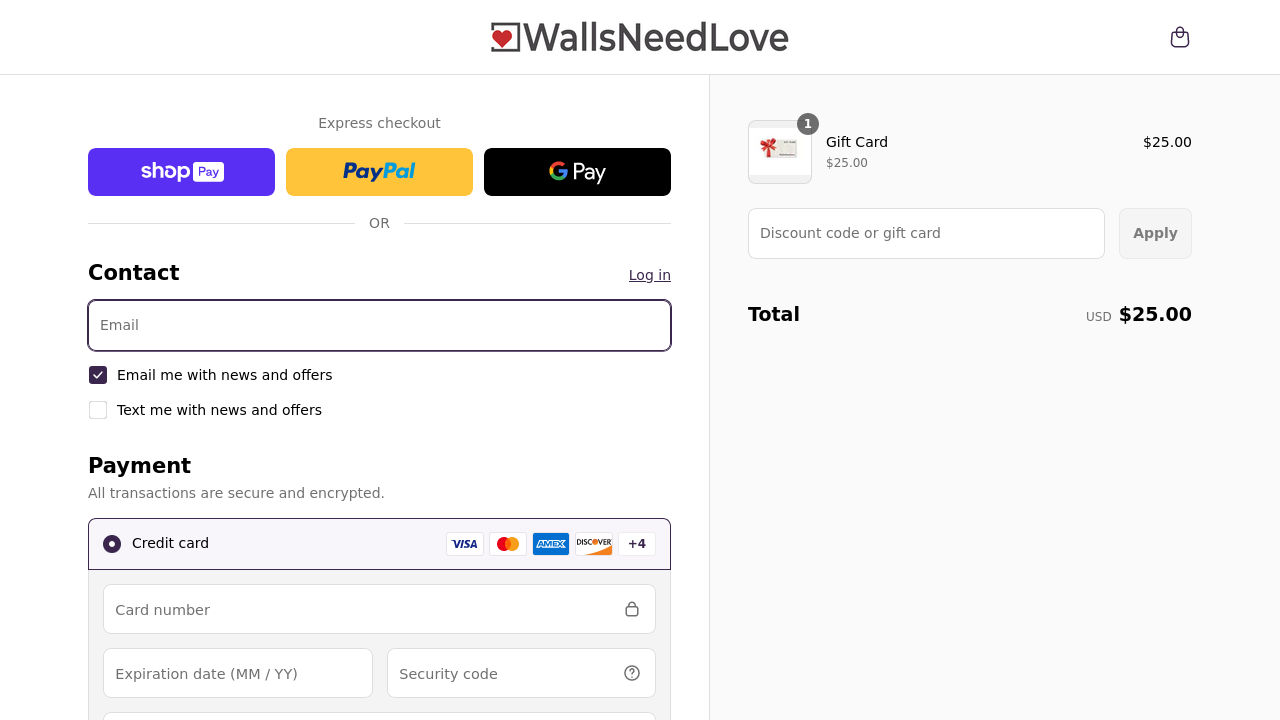 WallsNeedLove
Express checkout
shop Pay
PayPal
G Pay
OR
Contact
Log in
Email
Email me with news and offers
Text me with news and offers
Payment
All transactions are secure and encrypted.
Credit card
VISA
AMEX
DISCOVER
+4
Card number
Expiration date (MM / YY)
Security code
1
Gift Card
$25.00
$25.00
Discount code or gift card
Apply
Total
USD $25.00